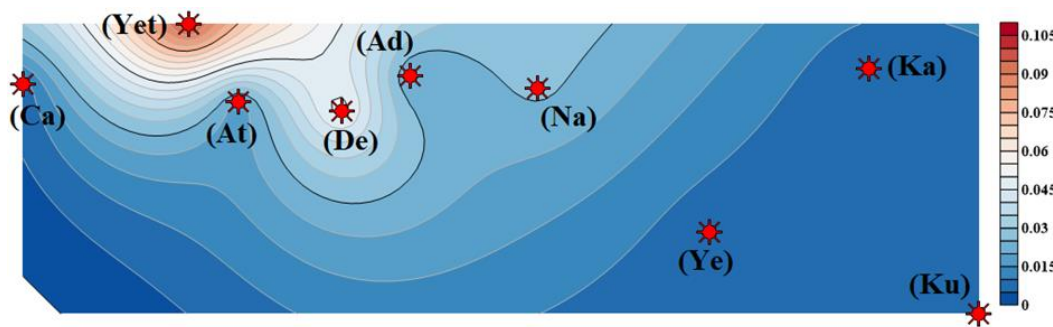 (Yet)
(Ad)
(Ka)
(Ca)
(At)
(De)
(Na)
(Ye)
(Ku)
0.105
0.09
0.075
0.06
0.045
0.03
0.015
0